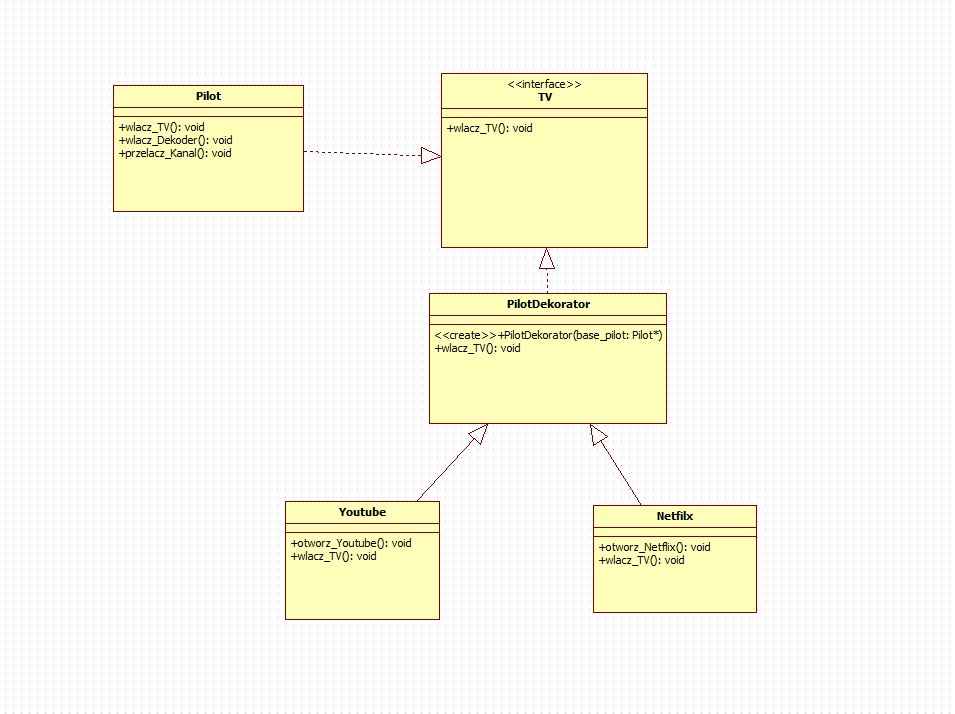 Pilot
+wlacz_TV(): void
+wlacz_Dekoder(): void
+przelacz_Kanal(): void
<<interface>>
TV
+wlacz_TV(): void
PilotDekorator
<<create>>+PilotDekorator(base_pilot: Pilot*)
+wlacz_TV(): void
Youtube
+otworz_Youtube(): void
+wlacz_TV(): void
Netfilx
+otworz_Netflix(): void
+wlacz_TV(): void